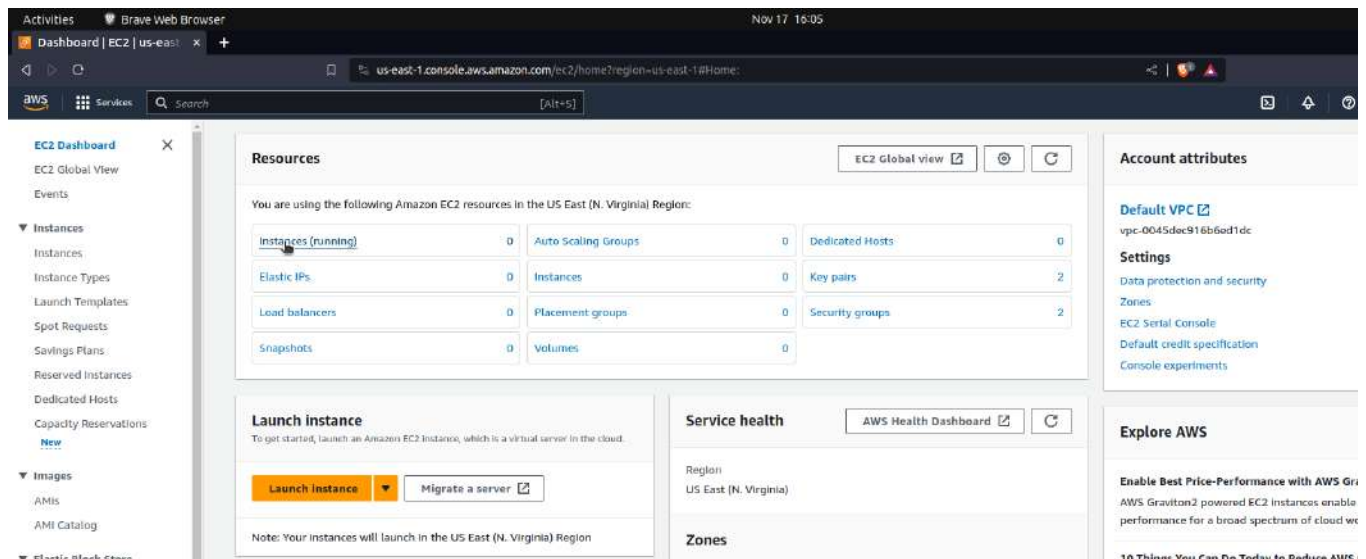 Activities Brave Web Browser Nov 17 16:05
Dashboard | EC2 | us-east × +
us-east-1.console.aws.amazon.com/ec2/home?region=us-east-1#Home:
aws Services Search [Alt+S]
EC2 Dashboard
EC2 Global View
Events
Instances
Instances
Instance Types
Launch Templates
Spot Requests
Savings Plans
Reserved Instances
Dedicated Hosts
Capacity Reservations
New
Images
AMIs
AMI Catalog
Resources
EC2 Global view
You are using the following Amazon EC2 resources in the US East (N. Virginia) Region:
Instances (running) 0 Auto Scaling Groups 0 Dedicated Hosts 0
Elastic IPs 0 Instances 0 Key pairs 2
Load balancers 0 Placement groups 0 Security groups 2
Snapshots 0 Volumes 0
Launch instance
To get started, launch an Amazon EC2 instance, which is a virtual server in the cloud.
Launch instance Migrate a server
Note: Your instances will launch in the US East (N. Virginia) Region
Service health
AWS Health Dashboard
Region
US East (N. Virginia)
Zones
Account attributes
Default VPC
vpc-0045dec916b6ed1dc
Settings
Data protection and security
Zones
EC2 Serial Console
Default credit specification
Console experiments
Explore AWS
Enable Best Price-Performance with AWS Gra
AWS Graviton2 powered EC2 instances enable
performance for a broad spectrum of cloud wo
10 Things You Can Do Today to Reduce AWS